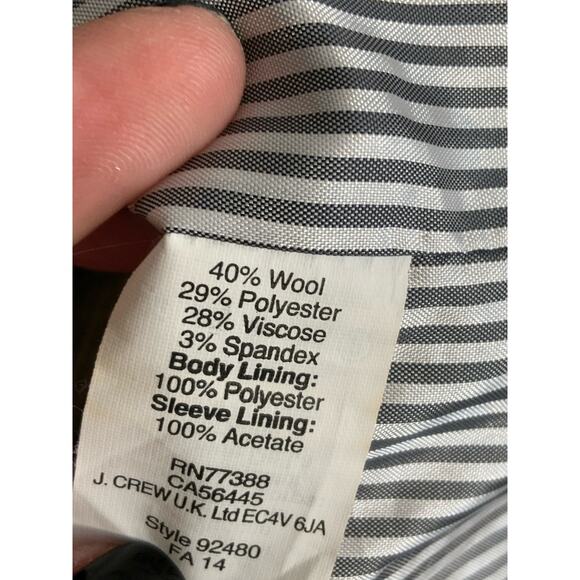 40% Wool
29% Polyester
28% Viscose
3% Spandex
Body Lining:
100% Polyester
Sleeve Lining:
100% Acetate
RN77388
CA56445
J. CREW U.K. Ltd EC4V 6JA
Style 92480
FA 14